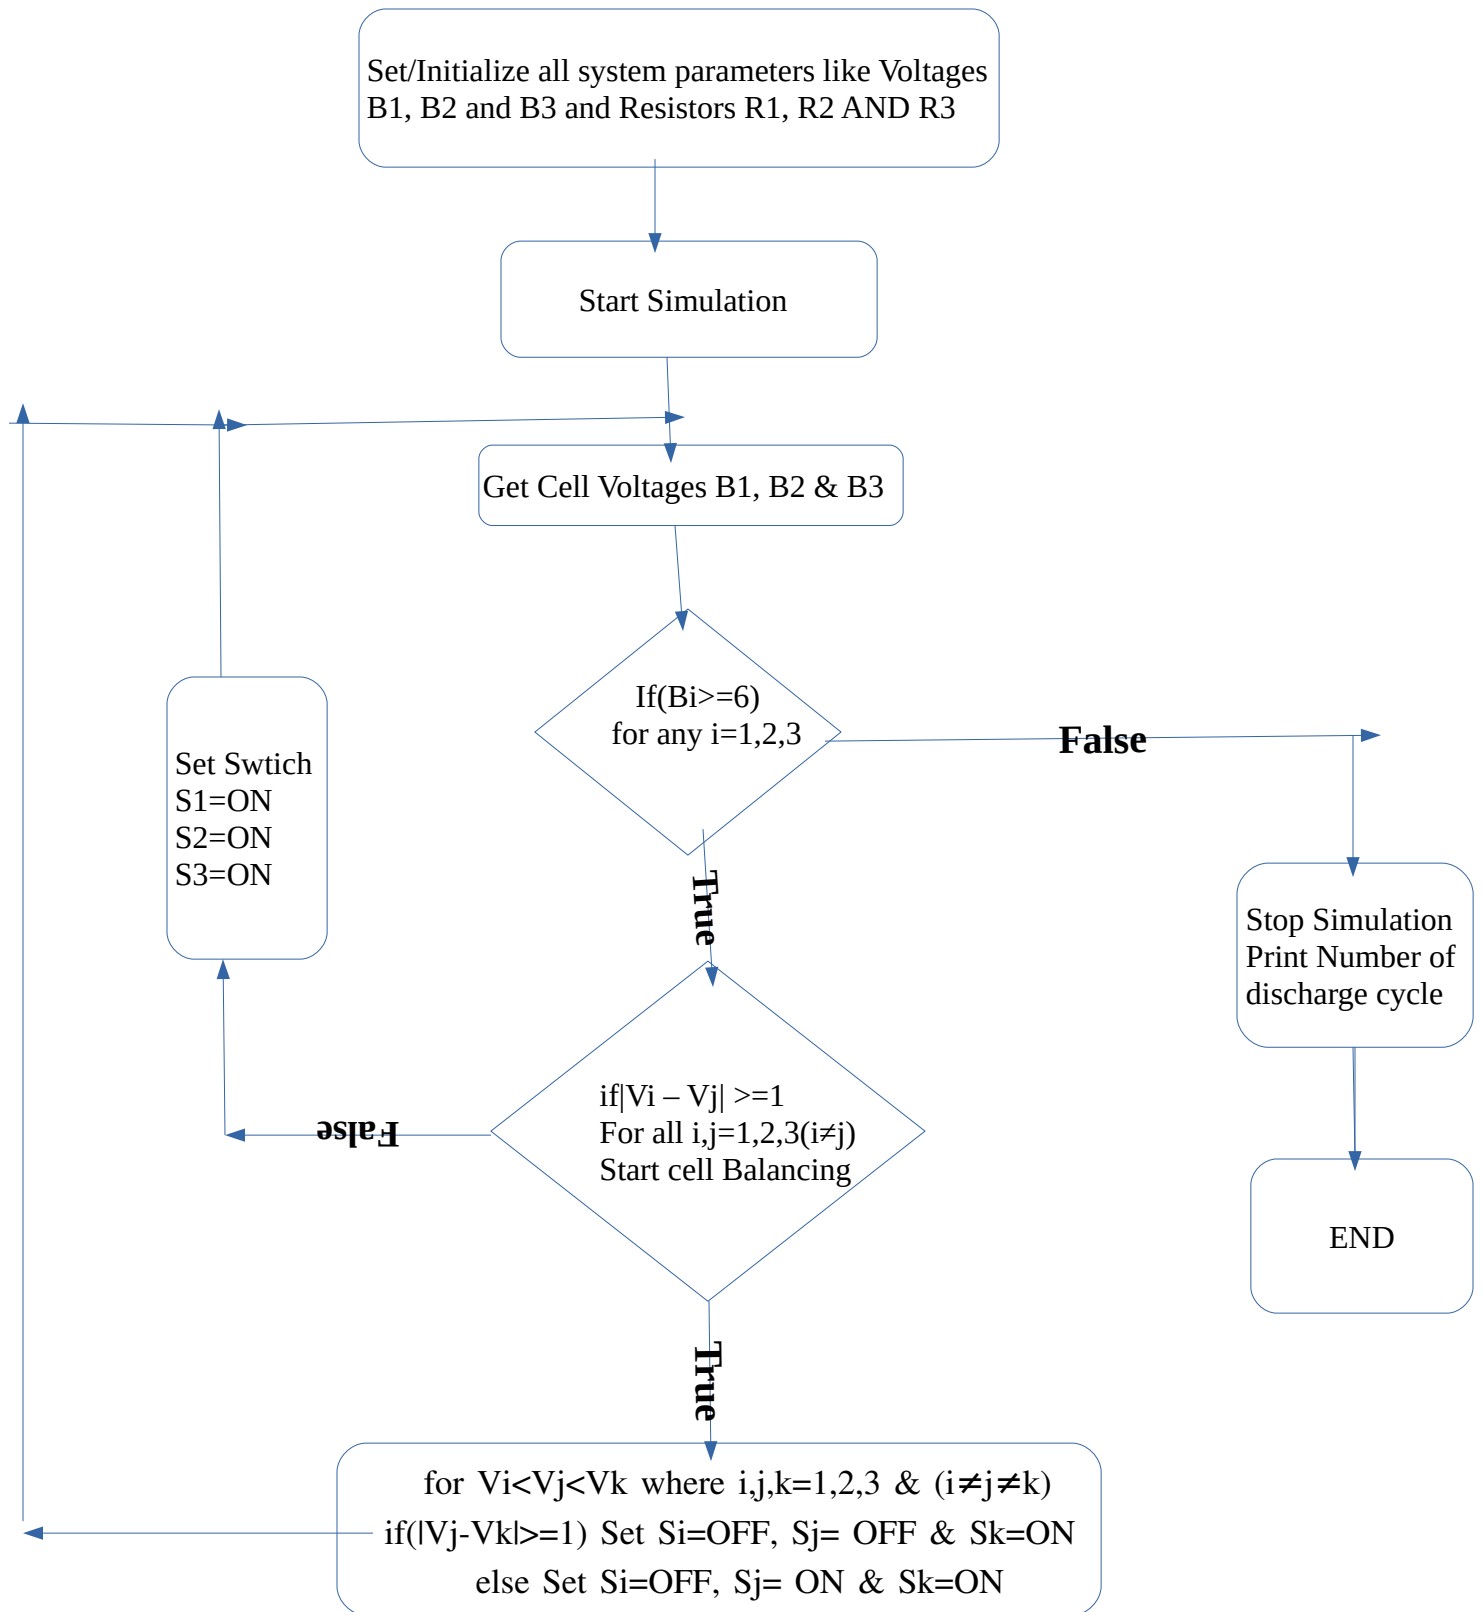 Set/Initialize all system parameters like Voltages
B1, B2 and B3 and Resistors R1, R2 AND R3
Start Simulation
Get Cell Voltages B1, B2 & B3
If(Bi>=6)
for any i=1,2,3
False
True
Set Swtich
S1=ON
S2=ON
S3=ON
Stop Simulation
Print Number of
discharge cycle
if|Vi – Vj| >=1
For all i,j=1,2,3(i≠j)
Start cell Balancing
False
END
True
for Vi<Vj<Vk where i,j,k=1,2,3 & (i≠j≠k)
if(|Vj-Vk|>=1) Set Si=OFF, Sj= OFF & Sk=ON
else Set Si=OFF, Sj= ON & Sk=ON